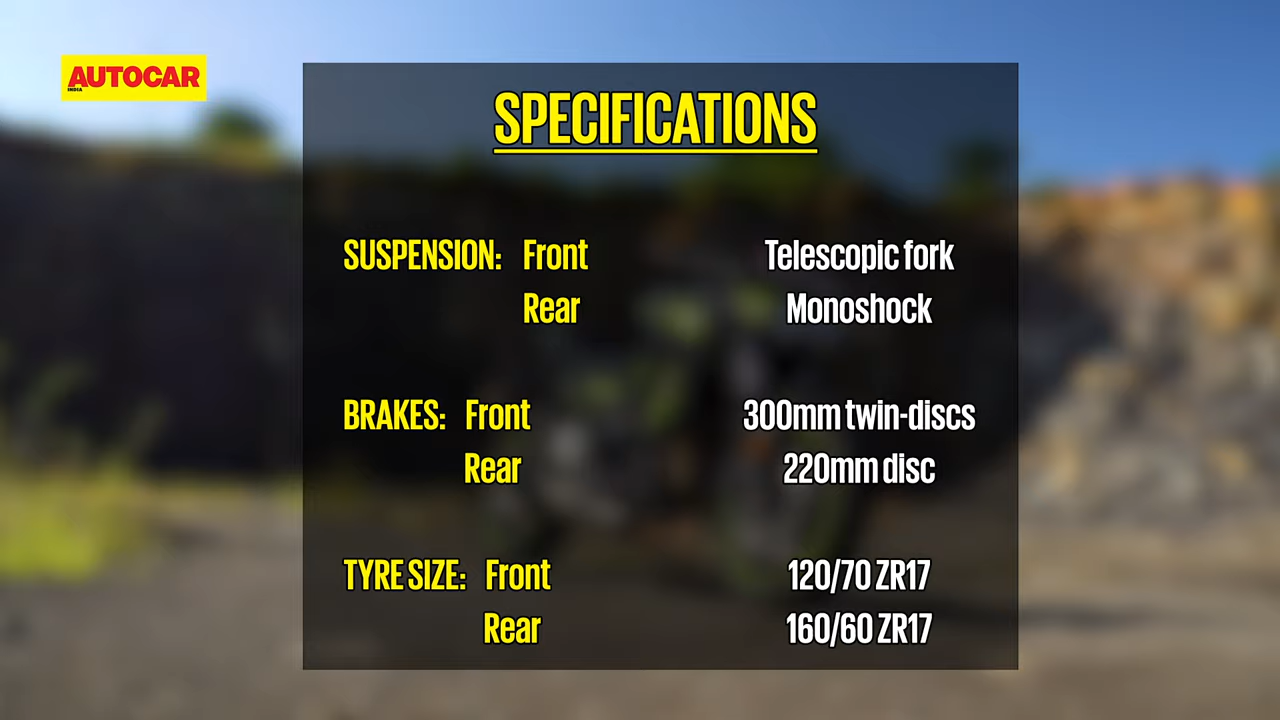 AUTOCAR
INDIA
SPECIFICATIONS
SUSPENSION: Front Telescopic fork
Rear Monoshock
BRAKES: Front 300mm twin-discs
Rear 220mm disc
TYRE SIZE: Front 120/70 ZR17
Rear 160/60 ZR17